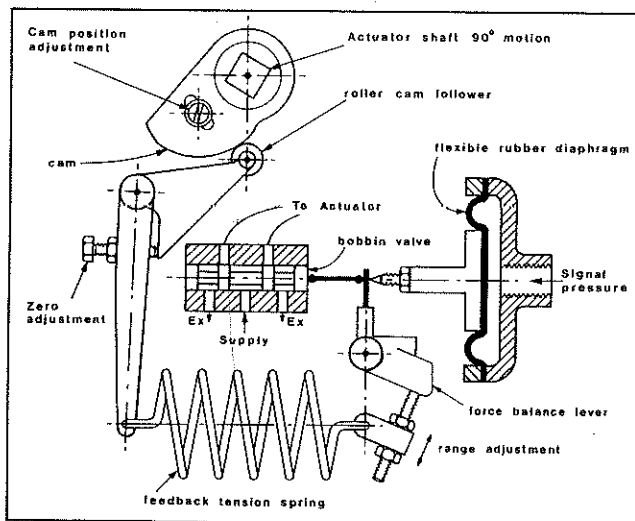 Cam position
adjustment
Actuator shaft 90° motion
roller cam follower
flexible rubber diaphragm
cam
To Actuator
bobbin valve
Signal
pressure
Zero
adjustment
Ex
Ex
Supply
force balance lever
range adjustment
feedback tension spring